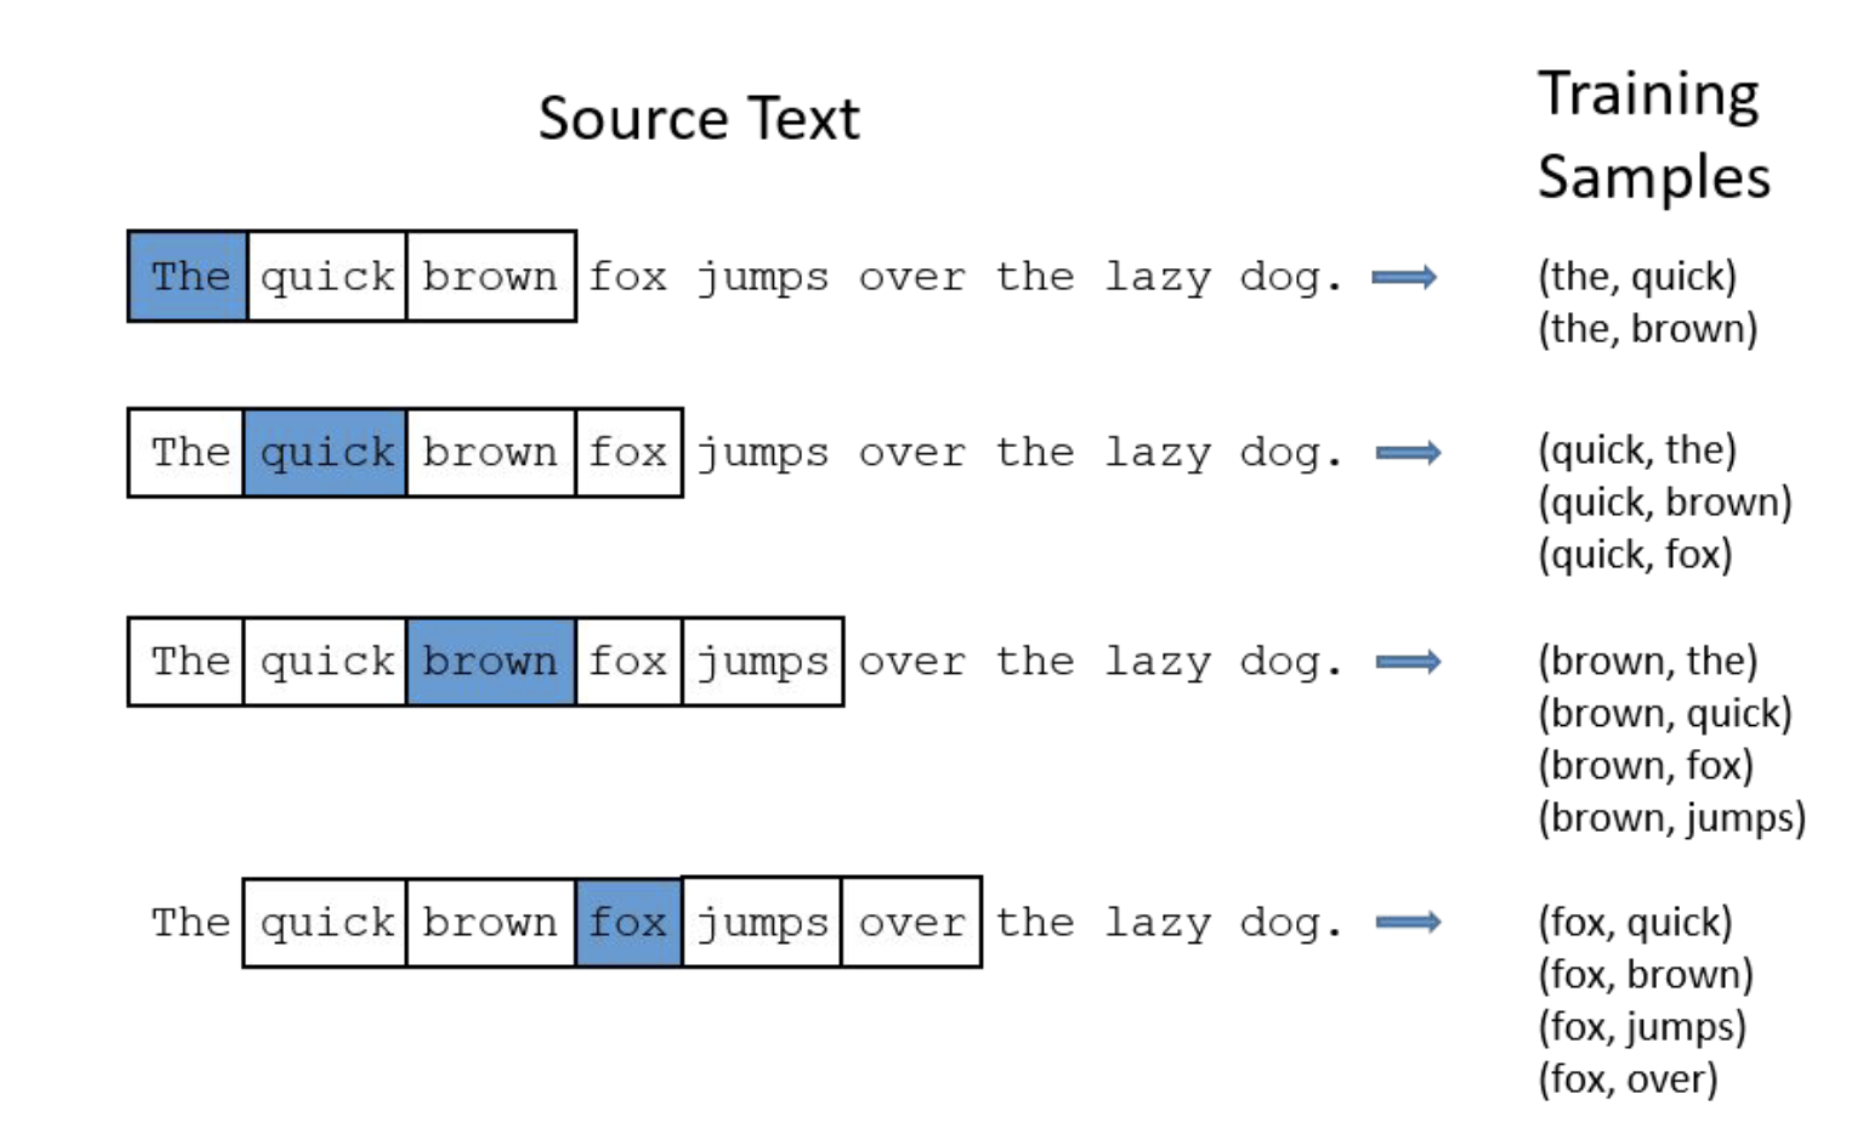 Source Text
Training
Samples
The quick brown fox jumps over the lazy dog.
(the, quick)
(the, brown)
The quick brown fox jumps over the lazy dog.
(quick, the)
(quick, brown)
(quick, fox)
The quick brown fox jumps over the lazy dog.
(brown, the)
(brown, quick)
(brown, fox)
(brown, jumps)
The quick brown fox jumps over the lazy dog.
(fox, quick)
(fox, brown)
(fox, jumps)
(fox, over)